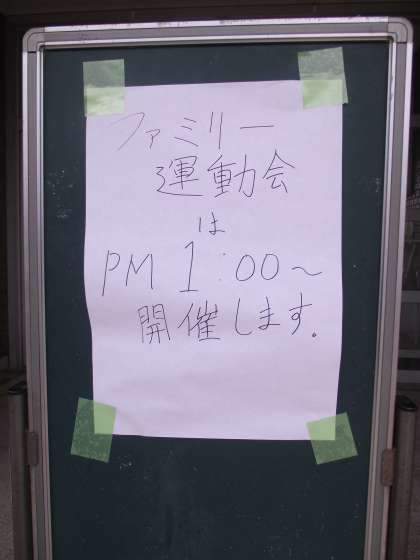 ファミリー
運動会
は
PM 1:00～
開催します。